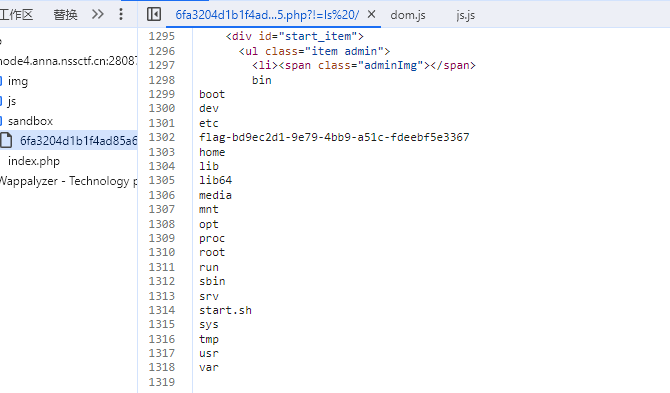 工作区 替换
6fa3204d1b1f4ad...5.php?!=ls%20/ dom.js js.js
node4.anna.nssctf.cn:28087
img
js
sandbox
6fa3204d1b1f4ad85a6
index.php
Wappalyzer - Technology p
1295 <div id="start_item">
1296 <ul class="item admin">
1297 <li><span class="adminImg"></span>
1298 bin
1299 boot
1300 dev
1301 etc
1302 flag-bd9ec2d1-9e79-4bb9-a51c-fdeebf5e3367
1303 home
1304 lib
1305 lib64
1306 media
1307 mnt
1308 opt
1309 proc
1310 root
1311 run
1312 sbin
1313 srv
1314 start.sh
1315 sys
1316 tmp
1317 usr
1318 var
1319